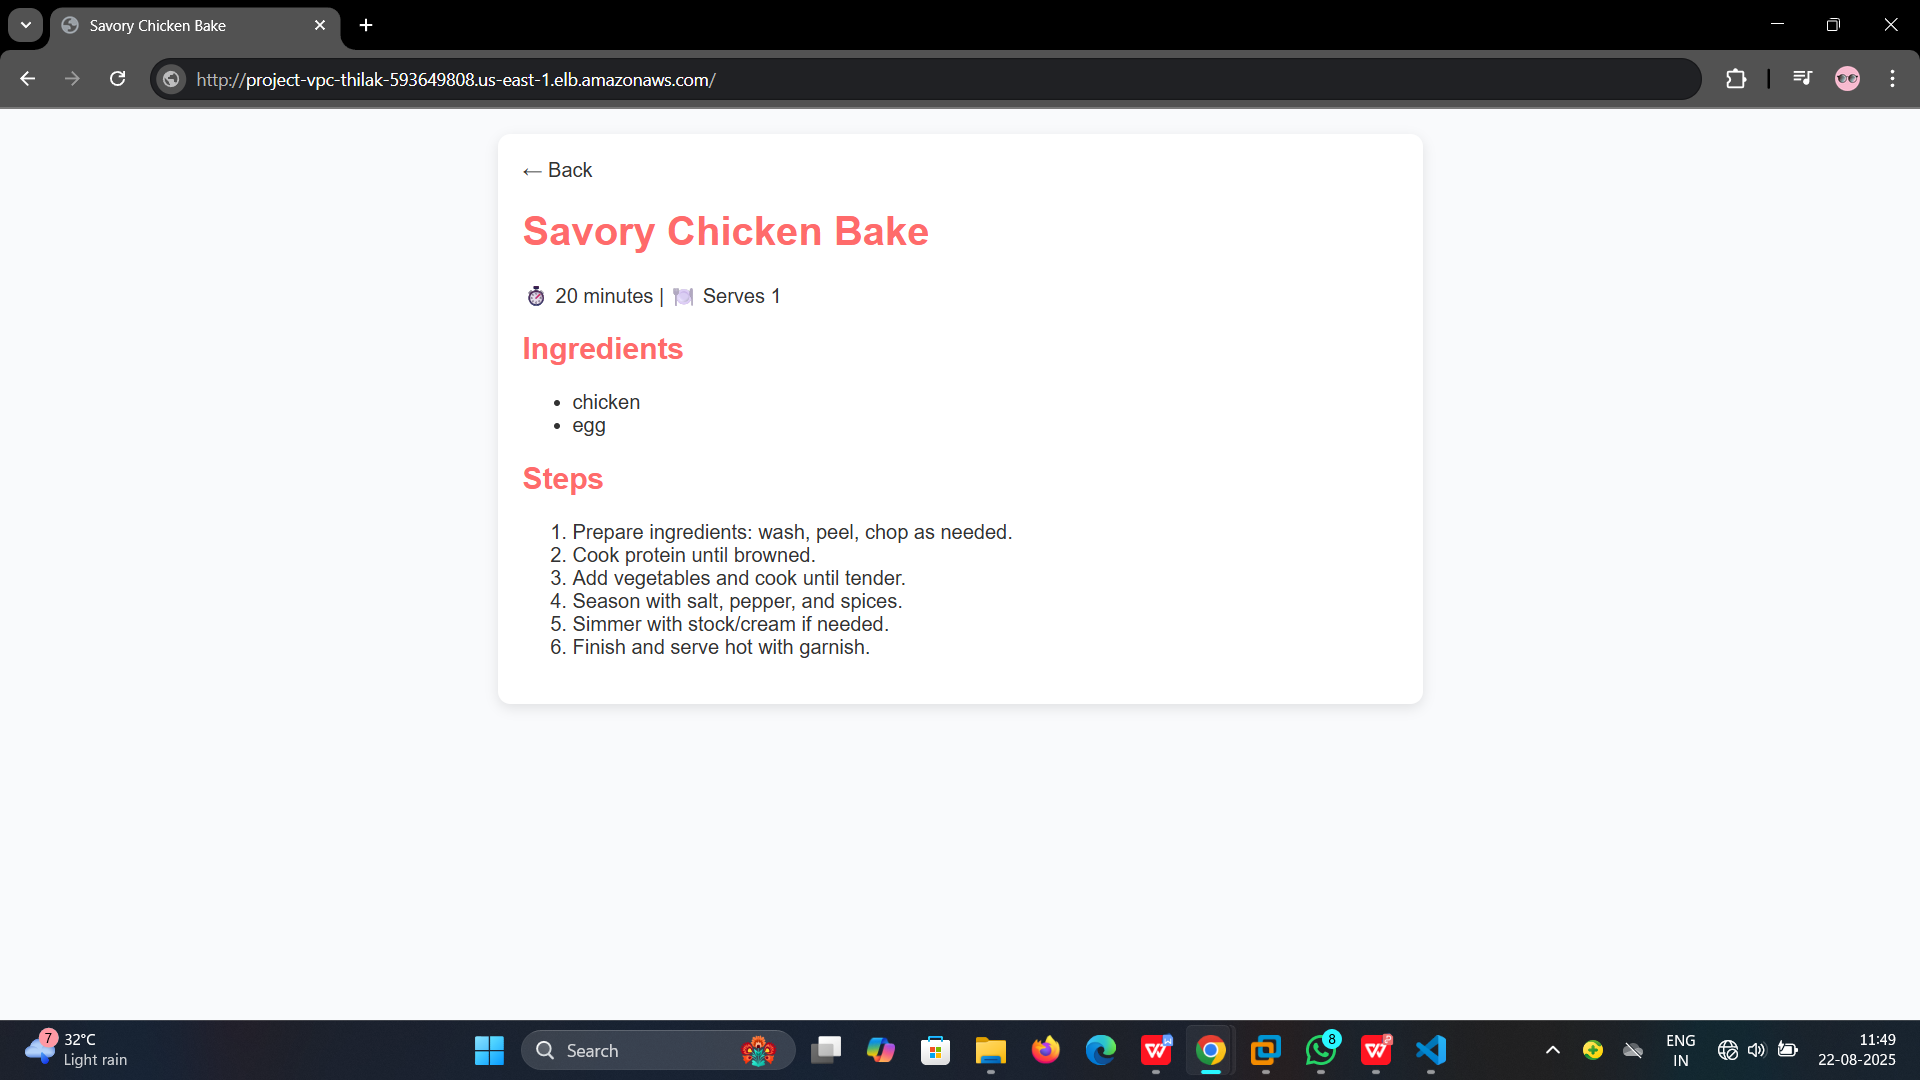 Savory Chicken Bake
http://project-vpc-thilak-593649808.us-east-1.elb.amazonaws.com/
← Back
Savory Chicken Bake
20 minutes | Serves 1
Ingredients
• chicken
• egg
Steps
1. Prepare ingredients: wash, peel, chop as needed.
2. Cook protein until browned.
3. Add vegetables and cook until tender.
4. Season with salt, pepper, and spices.
5. Simmer with stock/cream if needed.
6. Finish and serve hot with garnish.
7
32°C
Light rain
Search
8
ENG
IN
11:49
22-08-2025